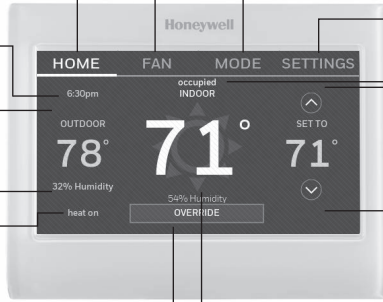 Honeywell
HOME FAN MODE SETTINGS
occupied
6:30pm INDOOR
OUTDOOR SET TO
78° 71° 71°
32% Humidity
54% Humidity
heat on OVERRIDE